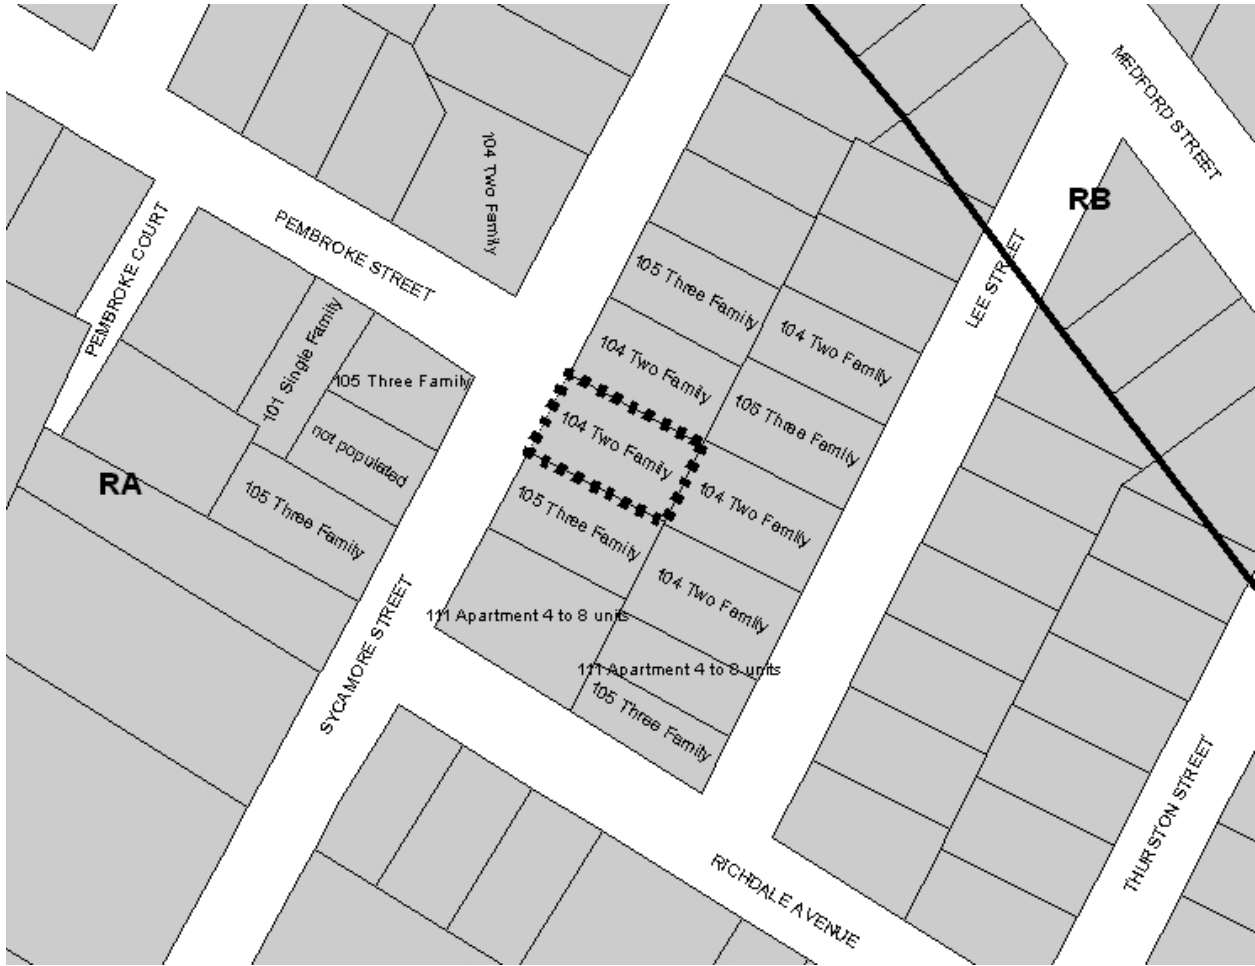 MEDFORD STREET
RB
104 Two Family
PEMBROKE COURT
PEMBROKE STREET
LEE STREET
105 Three Family
104 Two Family
101 Single Family
105 Three Family
104 Two Family
105 Three Family
104 Two Family
not populated
RA
105 Three Family
105 Three Family
104 Two Family
104 Two Family
111 Apartment 4 to 8 units
111 Apartment 4 to 8 units
105 Three Family
SYCAMORE STREET
THURSTON STREET
RICHDALE AVENUE